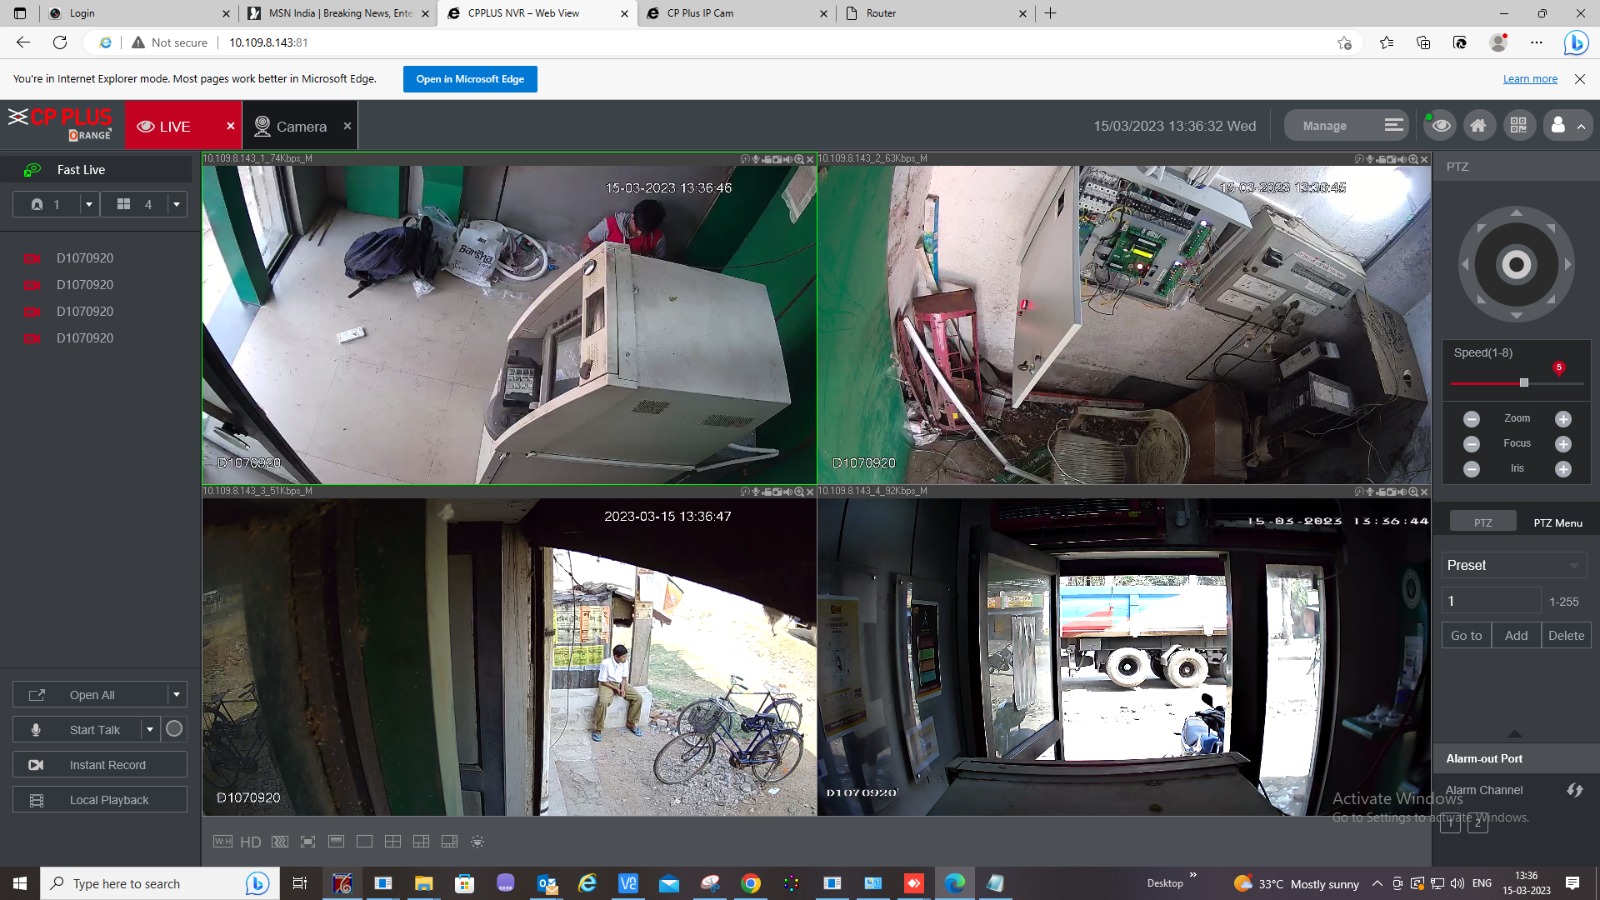 Login
MSN India | Breaking News, Ente
CPPLUS NVR – Web View
CP Plus IP Cam
Router
Not secure
10.109.8.143:81
You're in Internet Explorer mode. Most pages work better in Microsoft Edge.
Open in Microsoft Edge
Learn more
CP PLUS
ORANGE
LIVE
Camera
15/03/2023 13:36:32 Wed
Manage
Fast Live
1
4
D1070920
D1070920
D1070920
D1070920
10.109.8.143_1_74Kbps_M
15-03-2023 13:36:46
D1070920
10.109.8.143_2_63Kbps_M
15-03-2023 13:36:45
D1070920
10.109.8.143_3_51Kbps_M
2023-03-15 13:36:47
D1070920
10.109.8.143_4_92Kbps_M
15-03-2023 13:36:44
D1070920
PTZ
Speed(1-8)
5
Zoom
Focus
Iris
PTZ
PTZ Menu
Preset
1
1-255
Go to
Add
Delete
Alarm-out Port
Alarm Channel
1
2
Activate Windows
Go to Settings to activate Windows.
Open All
Start Talk
Instant Record
Local Playback
W:H
HD
Type here to search
Desktop
33°C Mostly sunny
ENG
13:36
15-03-2023